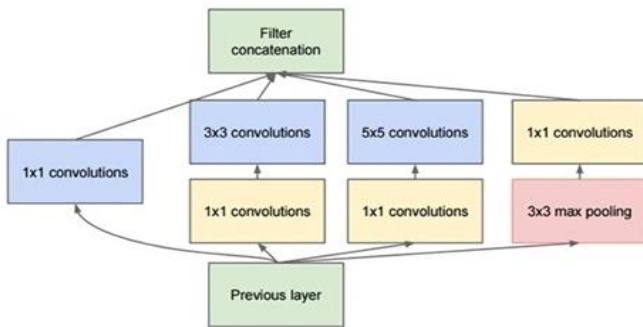 Filter
concatenation
3x3 convolutions
5x5 convolutions
1x1 convolutions
1x1 convolutions
1x1 convolutions
1x1 convolutions
3x3 max pooling
Previous layer